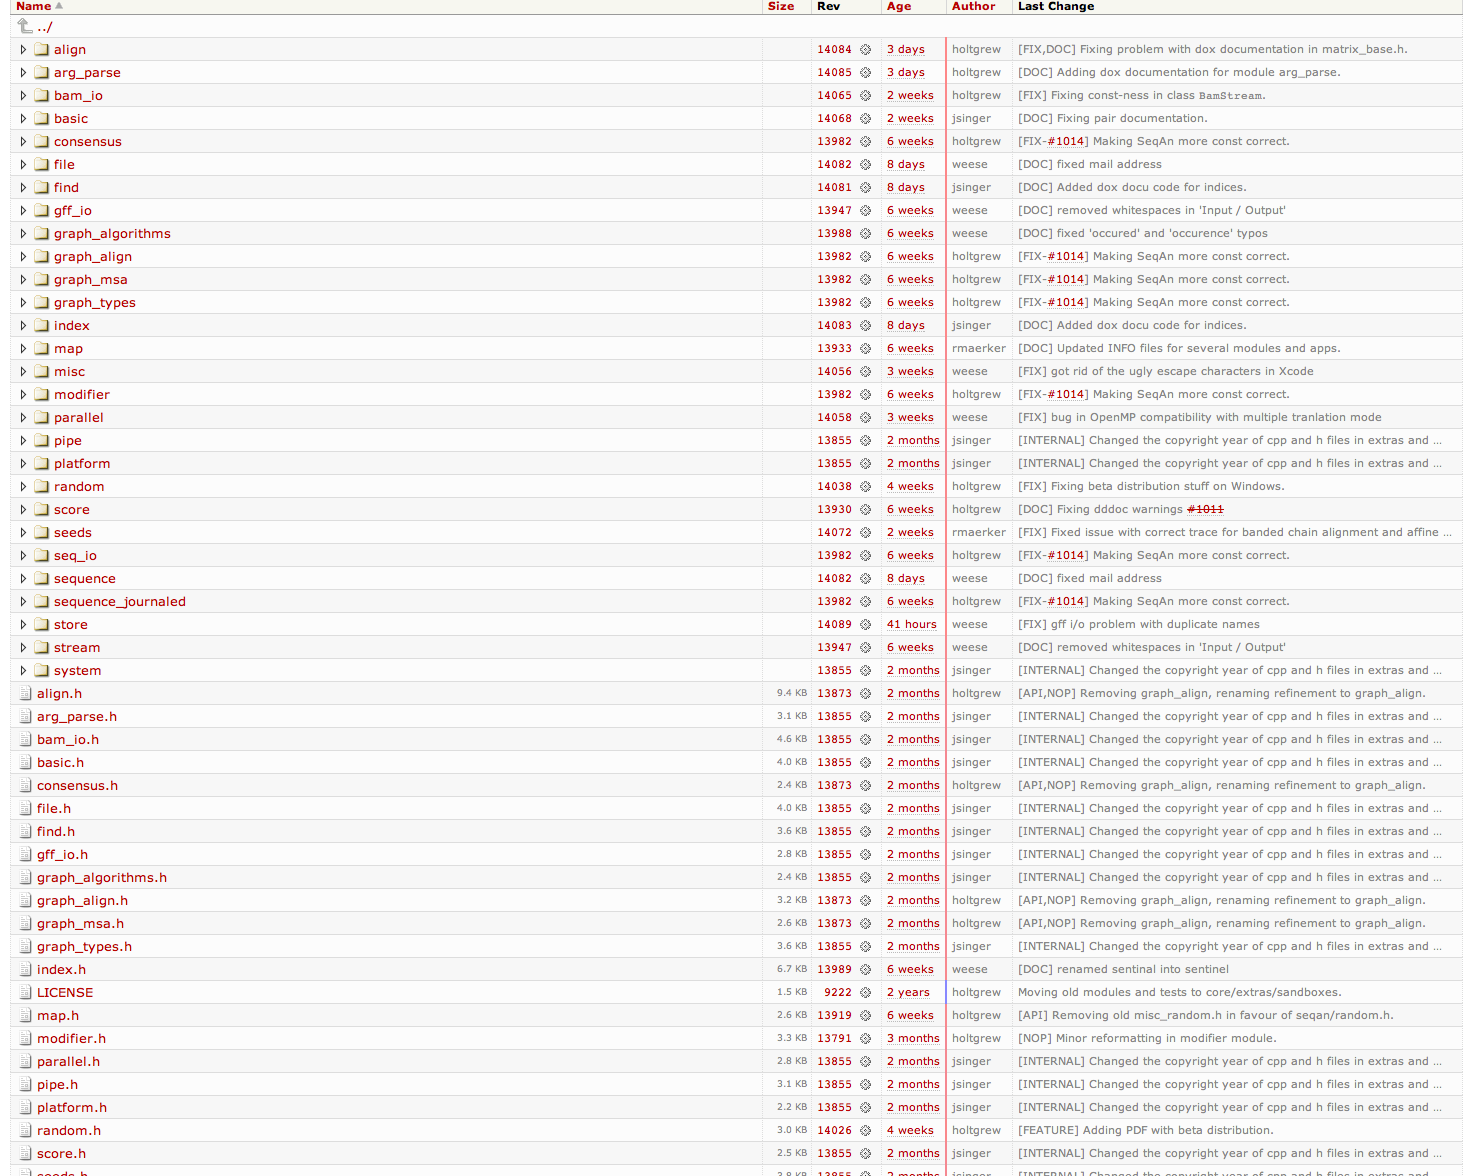 Name Size Rev Age Author Last Change
../
align 14084 3 days holtgrew [FIX,DOC] Fixing problem with dox documentation in matrix_base.h.
arg_parse 14085 3 days holtgrew [DOC] Adding dox documentation for module arg_parse.
bam_io 14065 2 weeks holtgrew [FIX] Fixing const-ness in class BamStream.
basic 14068 2 weeks jsinger [DOC] Fixing pair documentation.
consensus 13982 6 weeks holtgrew [FIX-#1014] Making SeqAn more const correct.
file 14082 8 days weese [DOC] fixed mail address
find 14081 8 days jsinger [DOC] Added dox docu code for indices.
gff_io 13947 6 weeks weese [DOC] removed whitespaces in 'Input / Output'
graph_algorithms 13988 6 weeks weese [DOC] fixed 'occured' and 'occurence' typos
graph_align 13982 6 weeks holtgrew [FIX-#1014] Making SeqAn more const correct.
graph_msa 13982 6 weeks holtgrew [FIX-#1014] Making SeqAn more const correct.
graph_types 13982 6 weeks holtgrew [FIX-#1014] Making SeqAn more const correct.
index 14083 8 days jsinger [DOC] Added dox docu code for indices.
map 13933 6 weeks rmaerker [DOC] Updated INFO files for several modules and apps.
misc 14056 3 weeks weese [FIX] got rid of the ugly escape characters in Xcode
modifier 13982 6 weeks holtgrew [FIX-#1014] Making SeqAn more const correct.
parallel 14058 3 weeks weese [FIX] bug in OpenMP compatibility with multiple tranlation mode
pipe 13855 2 months jsinger [INTERNAL] Changed the copyright year of cpp and h files in extras and ...
platform 13855 2 months jsinger [INTERNAL] Changed the copyright year of cpp and h files in extras and ...
random 14038 4 weeks holtgrew [FIX] Fixing beta distribution stuff on Windows.
score 13930 6 weeks holtgrew [DOC] Fixing dddoc warnings #1011
seeds 14072 2 weeks rmaerker [FIX] Fixed issue with correct trace for banded chain alignment and affine ...
seq_io 13982 6 weeks holtgrew [FIX-#1014] Making SeqAn more const correct.
sequence 14082 8 days weese [DOC] fixed mail address
sequence_journaled 13982 6 weeks holtgrew [FIX-#1014] Making SeqAn more const correct.
store 14089 41 hours weese [FIX] gff i/o problem with duplicate names
stream 13947 6 weeks weese [DOC] removed whitespaces in 'Input / Output'
system 13855 2 months jsinger [INTERNAL] Changed the copyright year of cpp and h files in extras and ...
align.h 9.4 KB 13873 2 months holtgrew [API,NOP] Removing graph_align, renaming refinement to graph_align.
arg_parse.h 3.1 KB 13855 2 months jsinger [INTERNAL] Changed the copyright year of cpp and h files in extras and ...
bam_io.h 4.6 KB 13855 2 months jsinger [INTERNAL] Changed the copyright year of cpp and h files in extras and ...
basic.h 4.0 KB 13855 2 months jsinger [INTERNAL] Changed the copyright year of cpp and h files in extras and ...
consensus.h 2.4 KB 13873 2 months holtgrew [API,NOP] Removing graph_align, renaming refinement to graph_align.
file.h 4.0 KB 13855 2 months jsinger [INTERNAL] Changed the copyright year of cpp and h files in extras and ...
find.h 3.6 KB 13855 2 months jsinger [INTERNAL] Changed the copyright year of cpp and h files in extras and ...
gff_io.h 2.8 KB 13855 2 months jsinger [INTERNAL] Changed the copyright year of cpp and h files in extras and ...
graph_algorithms.h 2.4 KB 13855 2 months jsinger [INTERNAL] Changed the copyright year of cpp and h files in extras and ...
graph_align.h 3.2 KB 13873 2 months holtgrew [API,NOP] Removing graph_align, renaming refinement to graph_align.
graph_msa.h 2.6 KB 13873 2 months holtgrew [API,NOP] Removing graph_align, renaming refinement to graph_align.
graph_types.h 3.6 KB 13855 2 months jsinger [INTERNAL] Changed the copyright year of cpp and h files in extras and ...
index.h 6.7 KB 13989 6 weeks weese [DOC] renamed sentinal into sentinel
LICENSE 1.5 KB 9222 2 years holtgrew Moving old modules and tests to core/extras/sandboxes.
map.h 2.6 KB 13919 6 weeks holtgrew [API] Removing old misc_random.h in favour of seqan/random.h.
modifier.h 3.3 KB 13791 3 months holtgrew [NOP] Minor reformatting in modifier module.
parallel.h 2.8 KB 13855 2 months jsinger [INTERNAL] Changed the copyright year of cpp and h files in extras and ...
pipe.h 3.1 KB 13855 2 months jsinger [INTERNAL] Changed the copyright year of cpp and h files in extras and ...
platform.h 2.2 KB 13855 2 months jsinger [INTERNAL] Changed the copyright year of cpp and h files in extras and ...
random.h 3.0 KB 14026 4 weeks holtgrew [FEATURE] Adding PDF with beta distribution.
score.h 2.5 KB 13855 2 months jsinger [INTERNAL] Changed the copyright year of cpp and h files in extras and ...